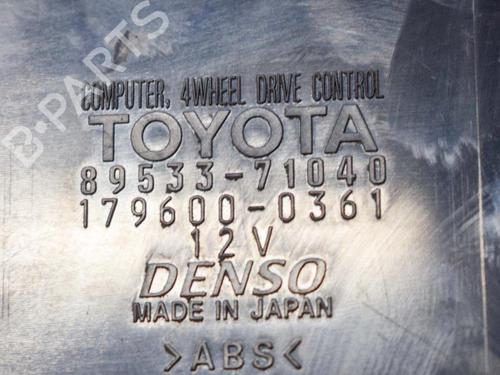 COMPUTER, 4WHEEL DRIVE CONTROL
TOYOTA
89533-71040
179600-0361
12V
DENSO
MADE IN JAPAN
>ABS<
B-PARTS